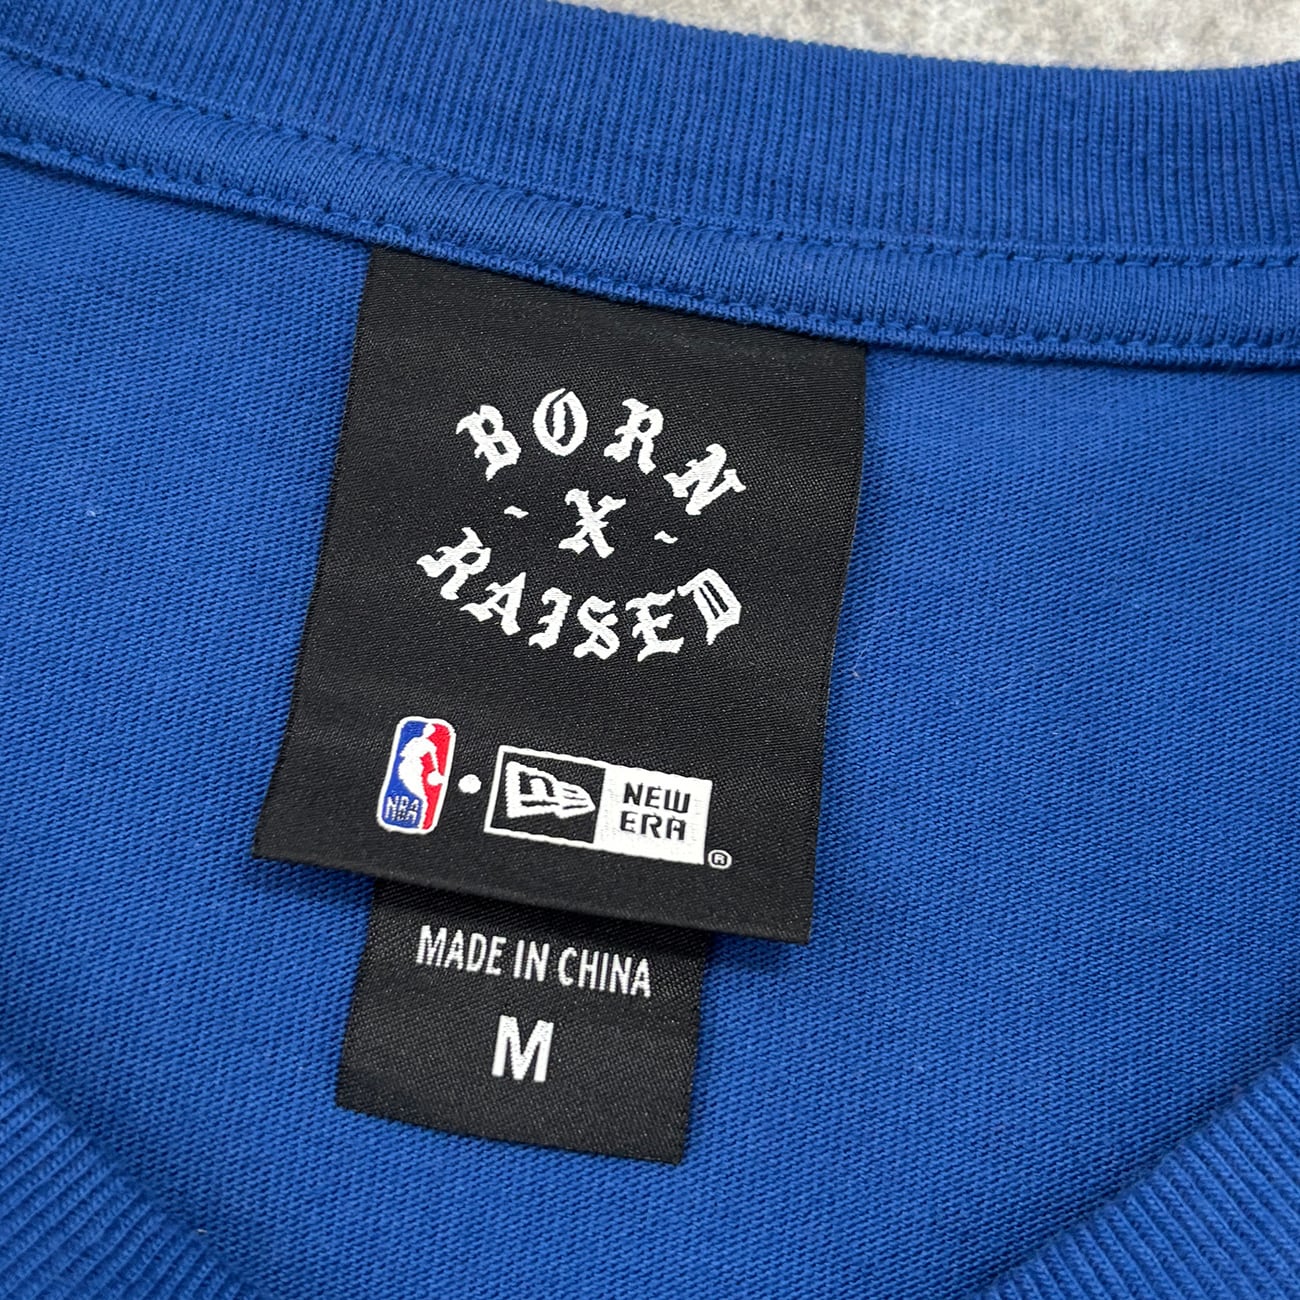 BORN
- X -
RAISED
NBA
NEW
ERA
®
MADE IN CHINA
M